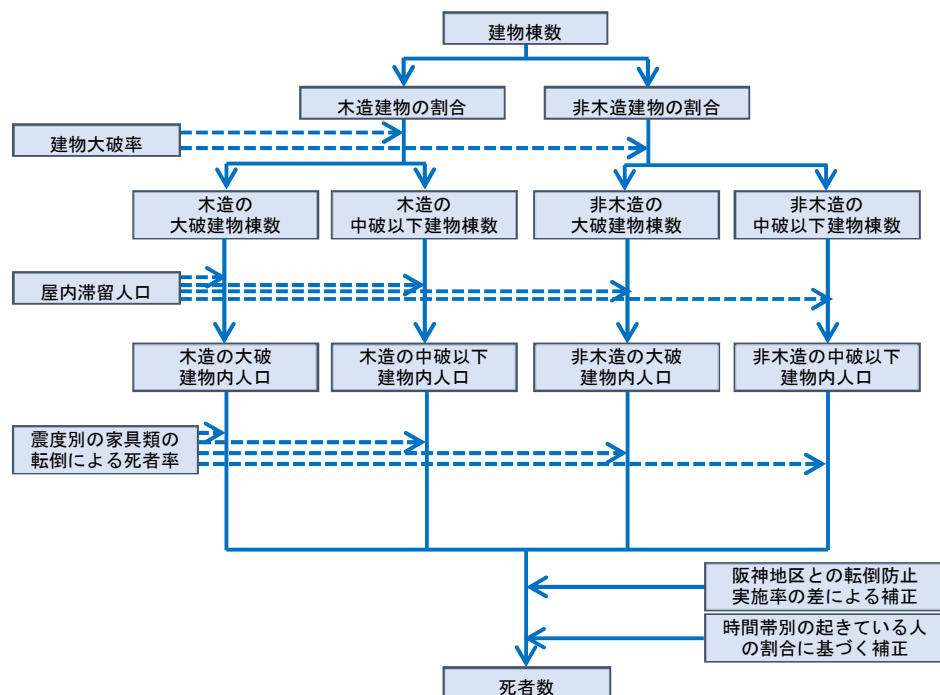 建物棟数
木造建物の割合
非木造建物の割合
建物大破率
木造の
大破建物棟数
木造の
中破以下建物棟数
非木造の
大破建物棟数
非木造の
中破以下建物棟数
屋内滞留人口
木造の大破
建物内人口
木造の中破以下
建物内人口
非木造の大破
建物内人口
非木造の中破以下
建物内人口
震度別の家具類の
転倒による死者率
阪神地区との転倒防止
実施率の差による補正
時間帯別の起きている人
の割合に基づく補正
死者数